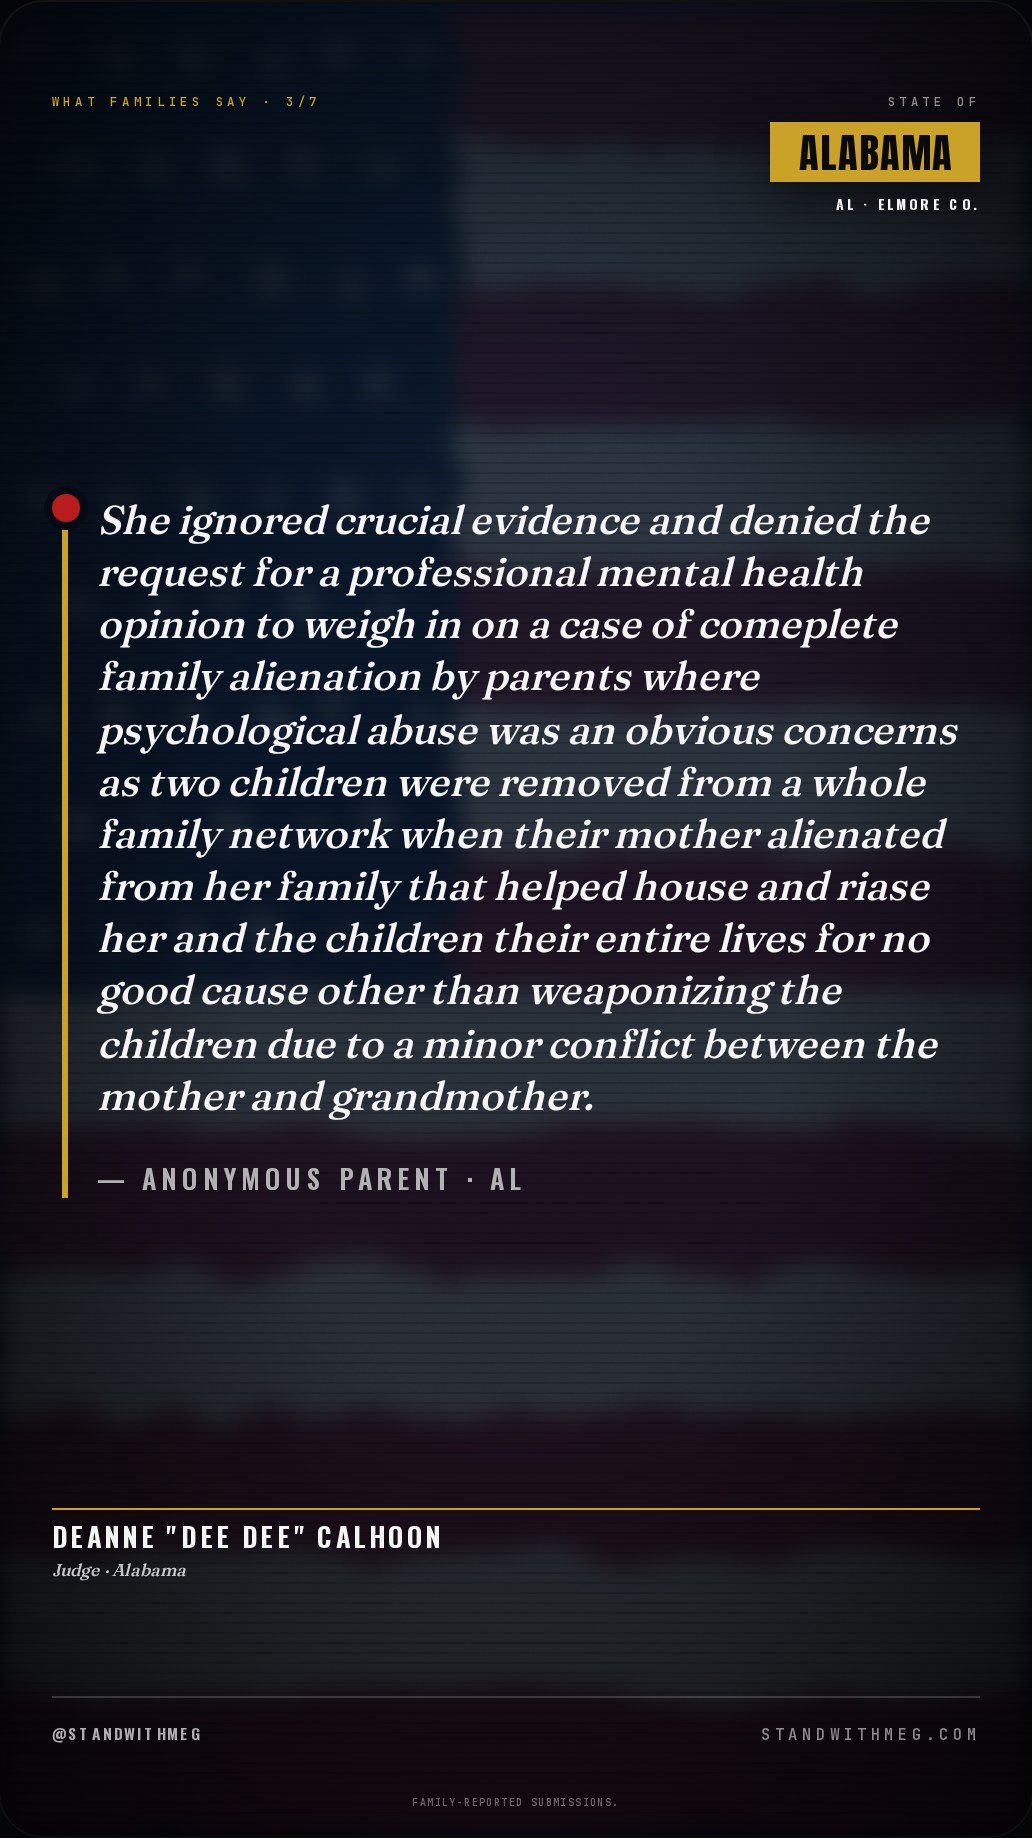 WHAT FAMILIES SAY · 3/7
STATE OF
ALABAMA
AL · ELMORE CO.
She ignored crucial evidence and denied the
request for a professional mental health
opinion to weigh in on a case of comeplete
family alienation by parents where
psychological abuse was an obvious concerns
as two children were removed from a whole
family network when their mother alienated
from her family that helped house and riase
her and the children their entire lives for no
good cause other than weaponizing the
children due to a minor conflict between the
mother and grandmother.
— ANONYMOUS PARENT · AL
DEANNE "DEE DEE" CALHOON
Judge · Alabama
@STANDWITHMEG
STANDWITHMEG.COM
FAMILY-REPORTED SUBMISSIONS.